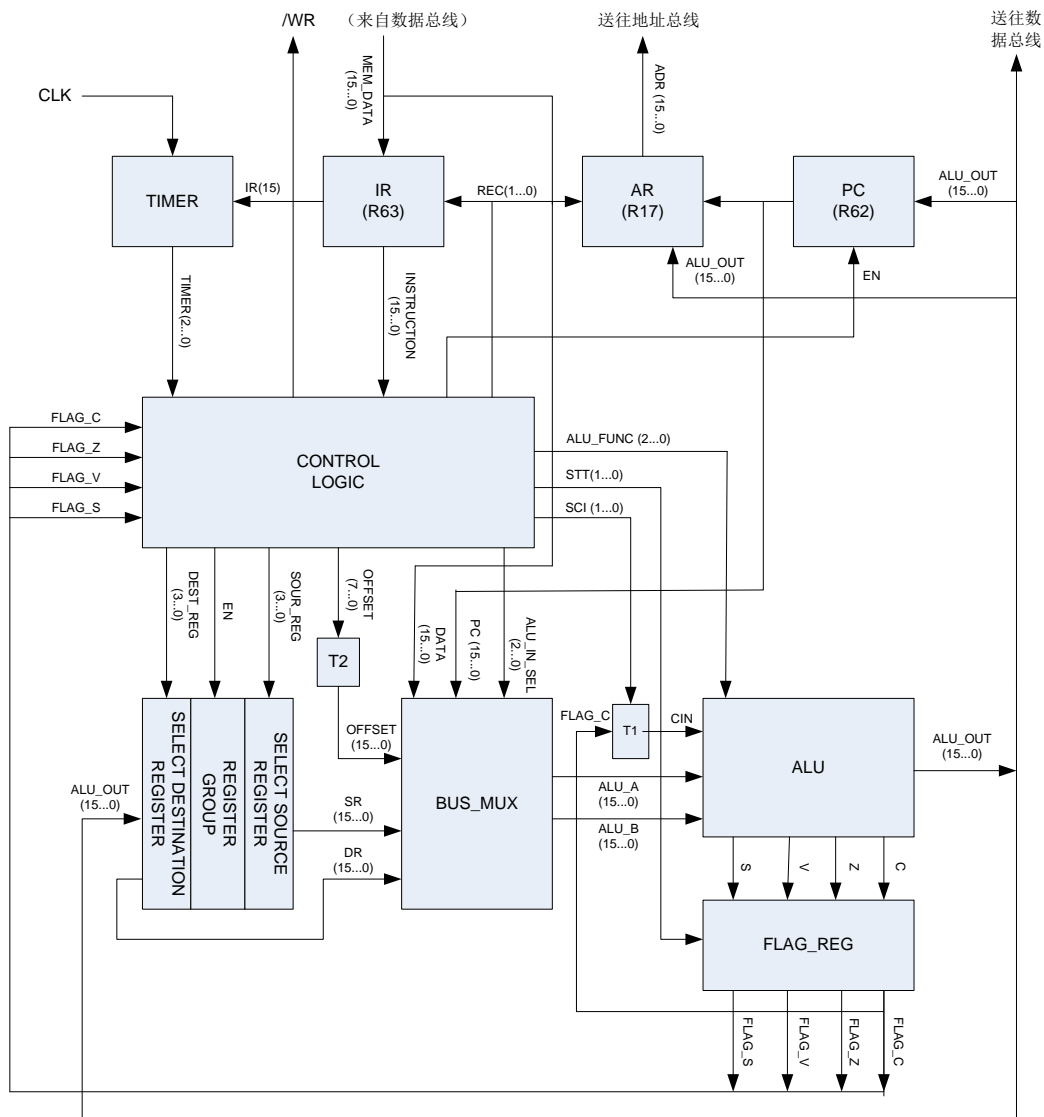 /WR
（来自数据总线）
送往地址总线
送往数
据总线
CLK
MEM_DATA
(15...0)
ADR (15...0)
TIMER
IR(15)
IR
(R63)
REC(1...0)
AR
(R17)
PC
(R62)
ALU_OUT
(15...0)
ALU_OUT
(15...0)
EN
TIMER(2...0)
INSTRUCTION
(15...0)
FLAG_C
FLAG_Z
FLAG_V
FLAG_S
CONTROL
LOGIC
ALU_FUNC (2...0)
STT(1...0)
SCI (1...0)
DEST_REG
(3...0)
EN
SOUR_REG
(3...0)
OFFSET
(7...0)
DATA
(15...0)
PC (15...0)
ALU_IN_SEL
(2...0)
T2
OFFSET
(15...0)
FLAG_C
T1
CIN
SELECT DESTINATION
REGISTER
REGISTER
GROUP
SELECT SOURCE
REGISTER
ALU_OUT
(15...0)
SR
(15...0)
DR
(15...0)
BUS_MUX
ALU_A
(15...0)
ALU_B
(15...0)
ALU
ALU_OUT
(15...0)
S
V
Z
C
FLAG_REG
FLAG_S
FLAG_V
FLAG_Z
FLAG_C